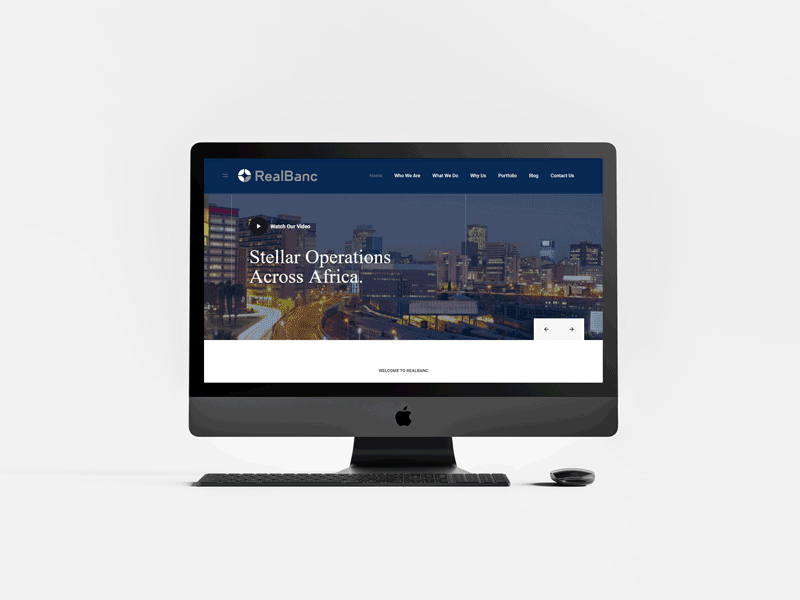 RealBanc
Home Who We Are What We Do Why Us Portfolio Blog Contact Us
Watch Our Video
Stellar Operations
Across Africa.
WELCOME TO REALBANC